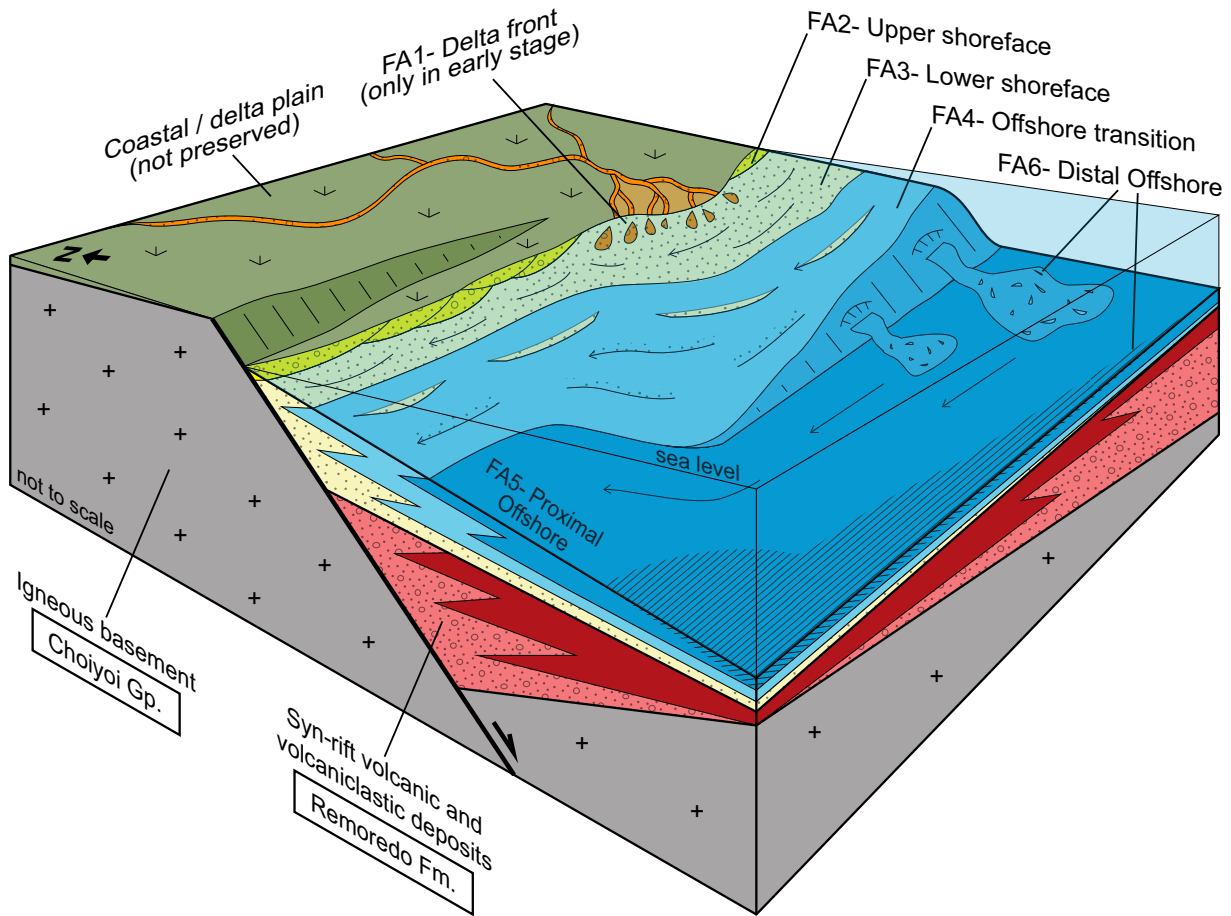 FA2- Upper shoreface
FA1- Delta front
(only in early stage)
FA3- Lower shoreface
Coastal / delta plain
(not preserved)
FA4- Offshore transition
FA6- Distal Offshore
N
sea level
FA5- Proximal
Offshore
not to scale
Igneous basement
Choiyoi Gp.
Syn-rift volcanic and
volcaniclastic deposits
Remoredo Fm.